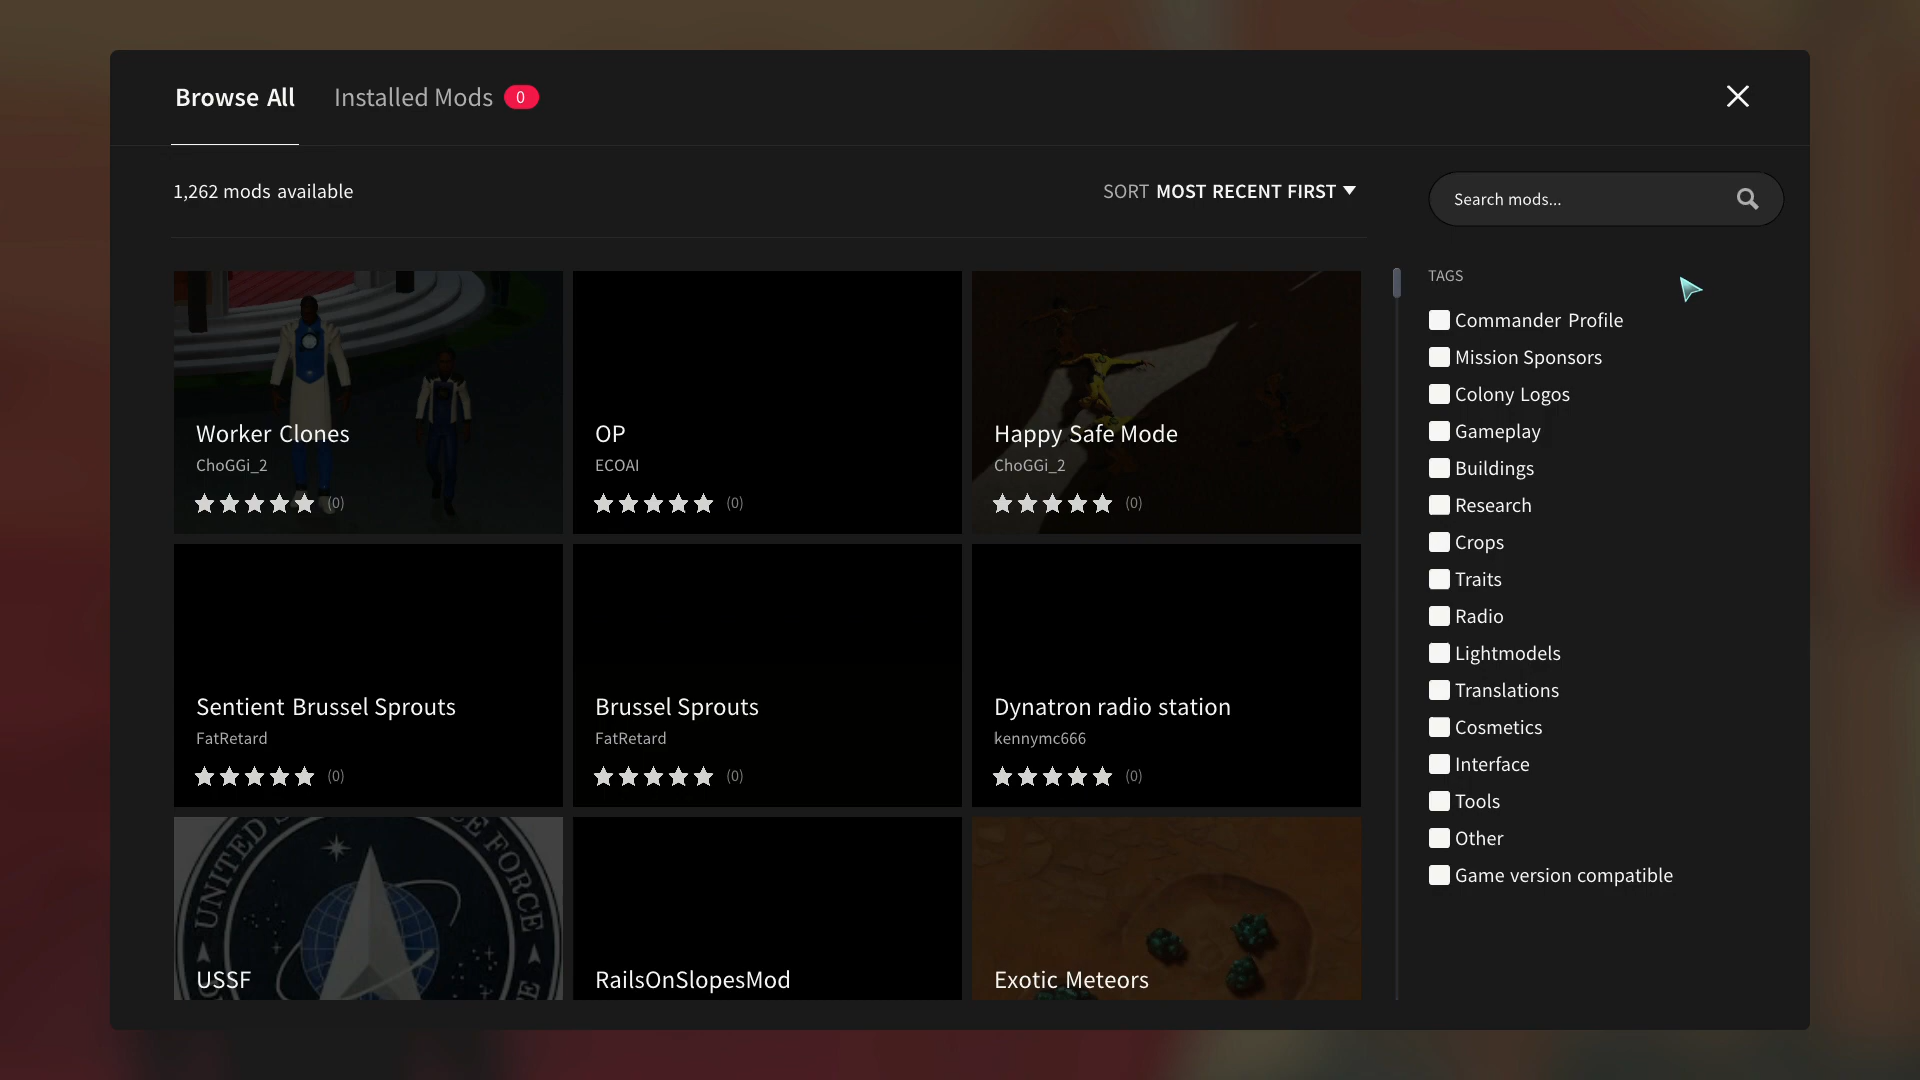 Browse All
Installed Mods 0
1,262 mods available
SORT MOST RECENT FIRST
Search mods...
Worker Clones
ChoGGi_2
(0)
OP
ECOAI
(0)
Happy Safe Mode
ChoGGi_2
(0)
Sentient Brussel Sprouts
FatRetard
(0)
Brussel Sprouts
FatRetard
(0)
Dynatron radio station
kennymc666
(0)
UNITED S
CE FORCE
USSF
RailsOnSlopesMod
Exotic Meteors
TAGS
Commander Profile
Mission Sponsors
Colony Logos
Gameplay
Buildings
Research
Crops
Traits
Radio
Lightmodels
Translations
Cosmetics
Interface
Tools
Other
Game version compatible